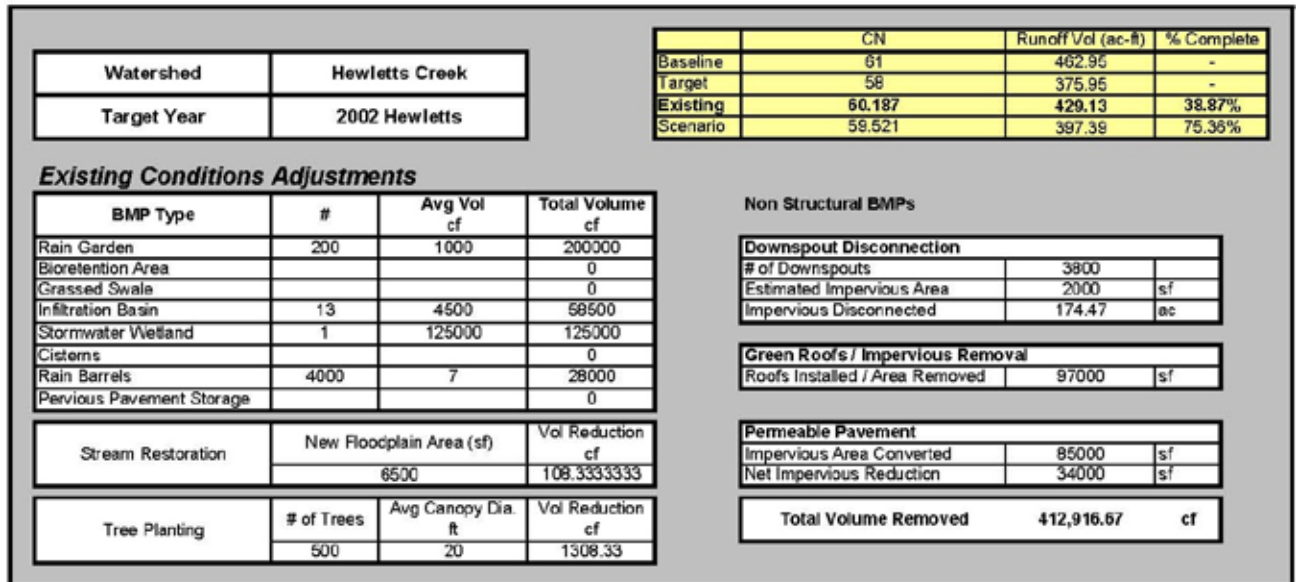 Watershed Hewletts Creek
Target Year 2002 Hewletts
CN Runoff Vol (ac-ft) % Complete
Baseline 61 462.95 -
Target 58 375.95 -
Existing 60.187 429.13 38.87%
Scenario 59.521 397.39 75.36%
Existing Conditions Adjustments
BMP Type # Avg Vol cf Total Volume cf
Rain Garden 200 1000 200000
Bioretention Area 0
Grassed Swale 0
Infiltration Basin 13 4500 58500
Stormwater Wetland 1 125000 125000
Cisterns 0
Rain Barrels 4000 7 28000
Pervious Pavement Storage 0
Stream Restoration New Floodplain Area (sf) Vol Reduction cf
6500 108.3333333
Tree Planting # of Trees Avg Canopy Dia. ft Vol Reduction cf
500 20 1308.33
Non Structural BMPs
Downspout Disconnection
# of Downspouts 3800
Estimated Impervious Area 2000 sf
Impervious Disconnected 174.47 ac
Green Roofs / Impervious Removal
Roofs Installed / Area Removed 97000 sf
Permeable Pavement
Impervious Area Converted 85000 sf
Net Impervious Reduction 34000 sf
Total Volume Removed 412,916.67 cf